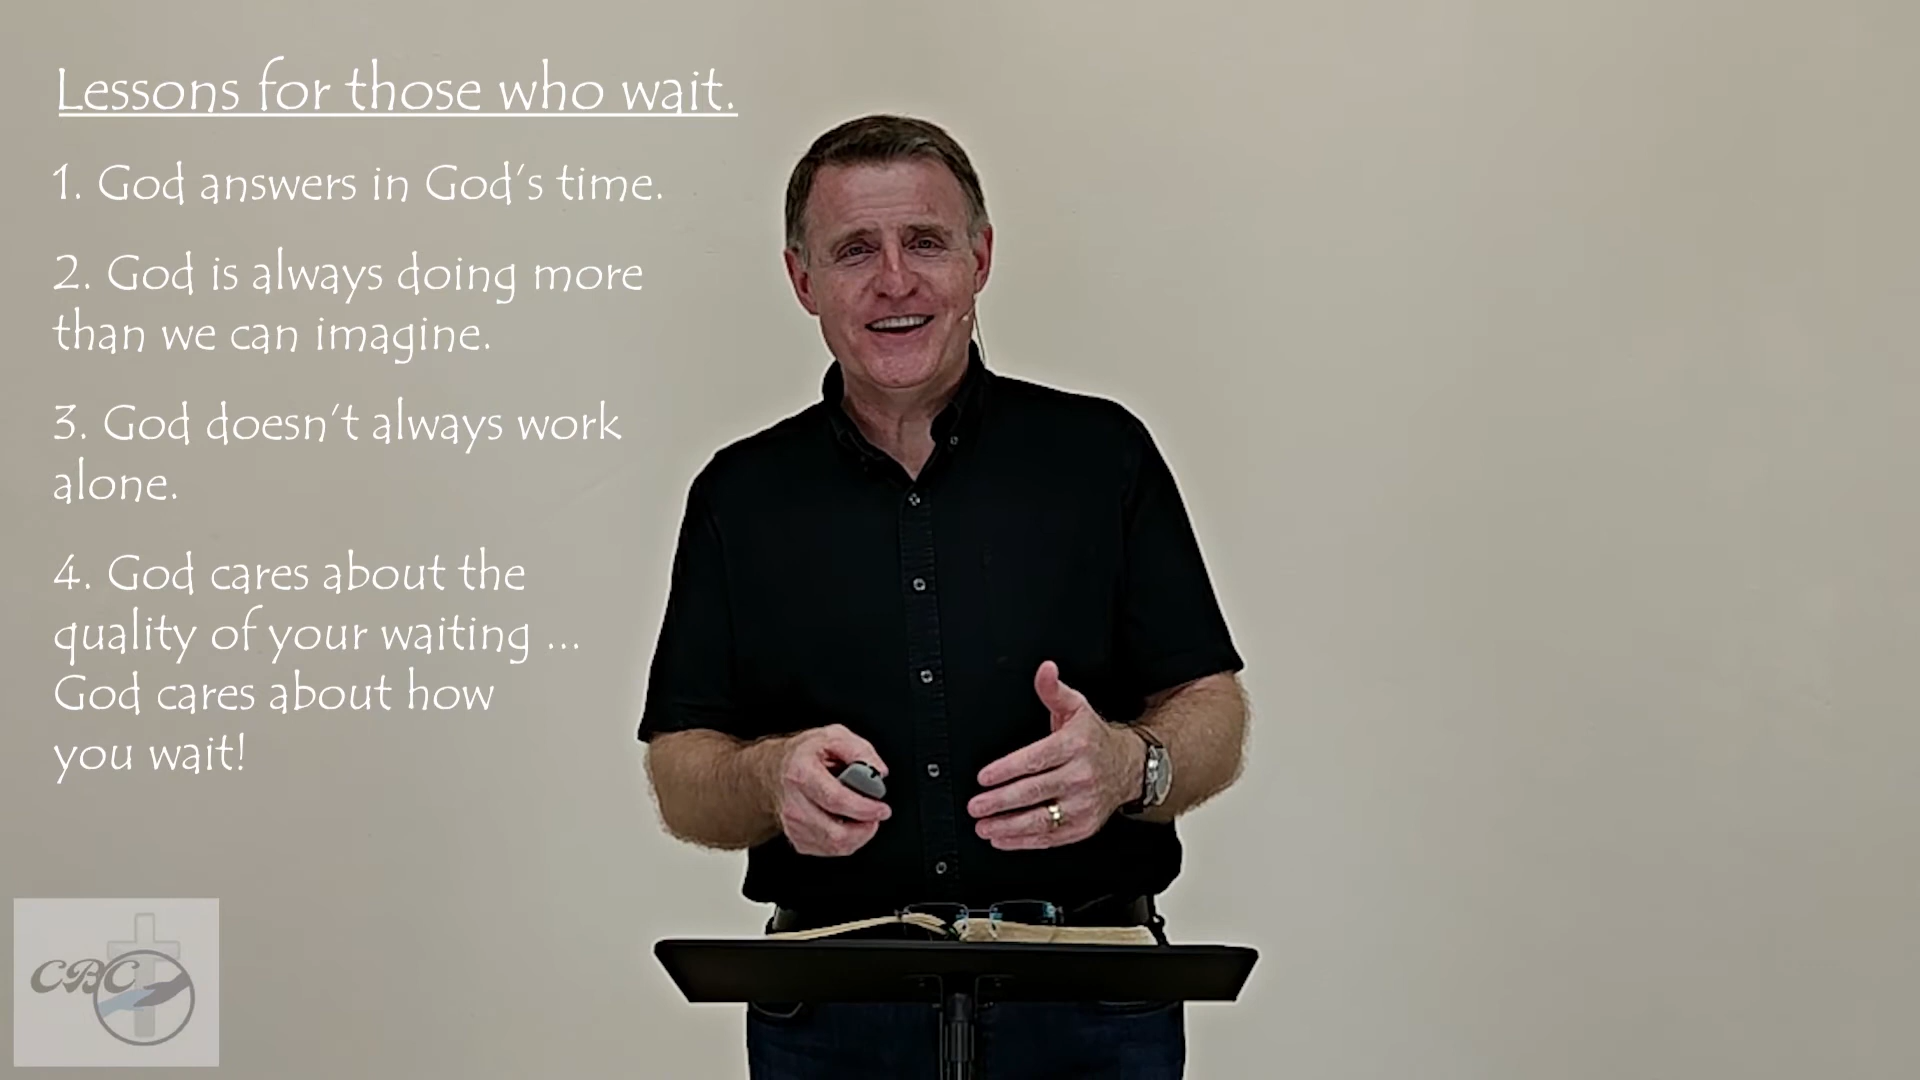 Lessons for those who wait.
1. God answers in God's time.
2. God is always doing more
than we can imagine.
3. God doesn't always work
alone.
4. God cares about the
quality of your waiting ...
God cares about how
you wait!
CBC